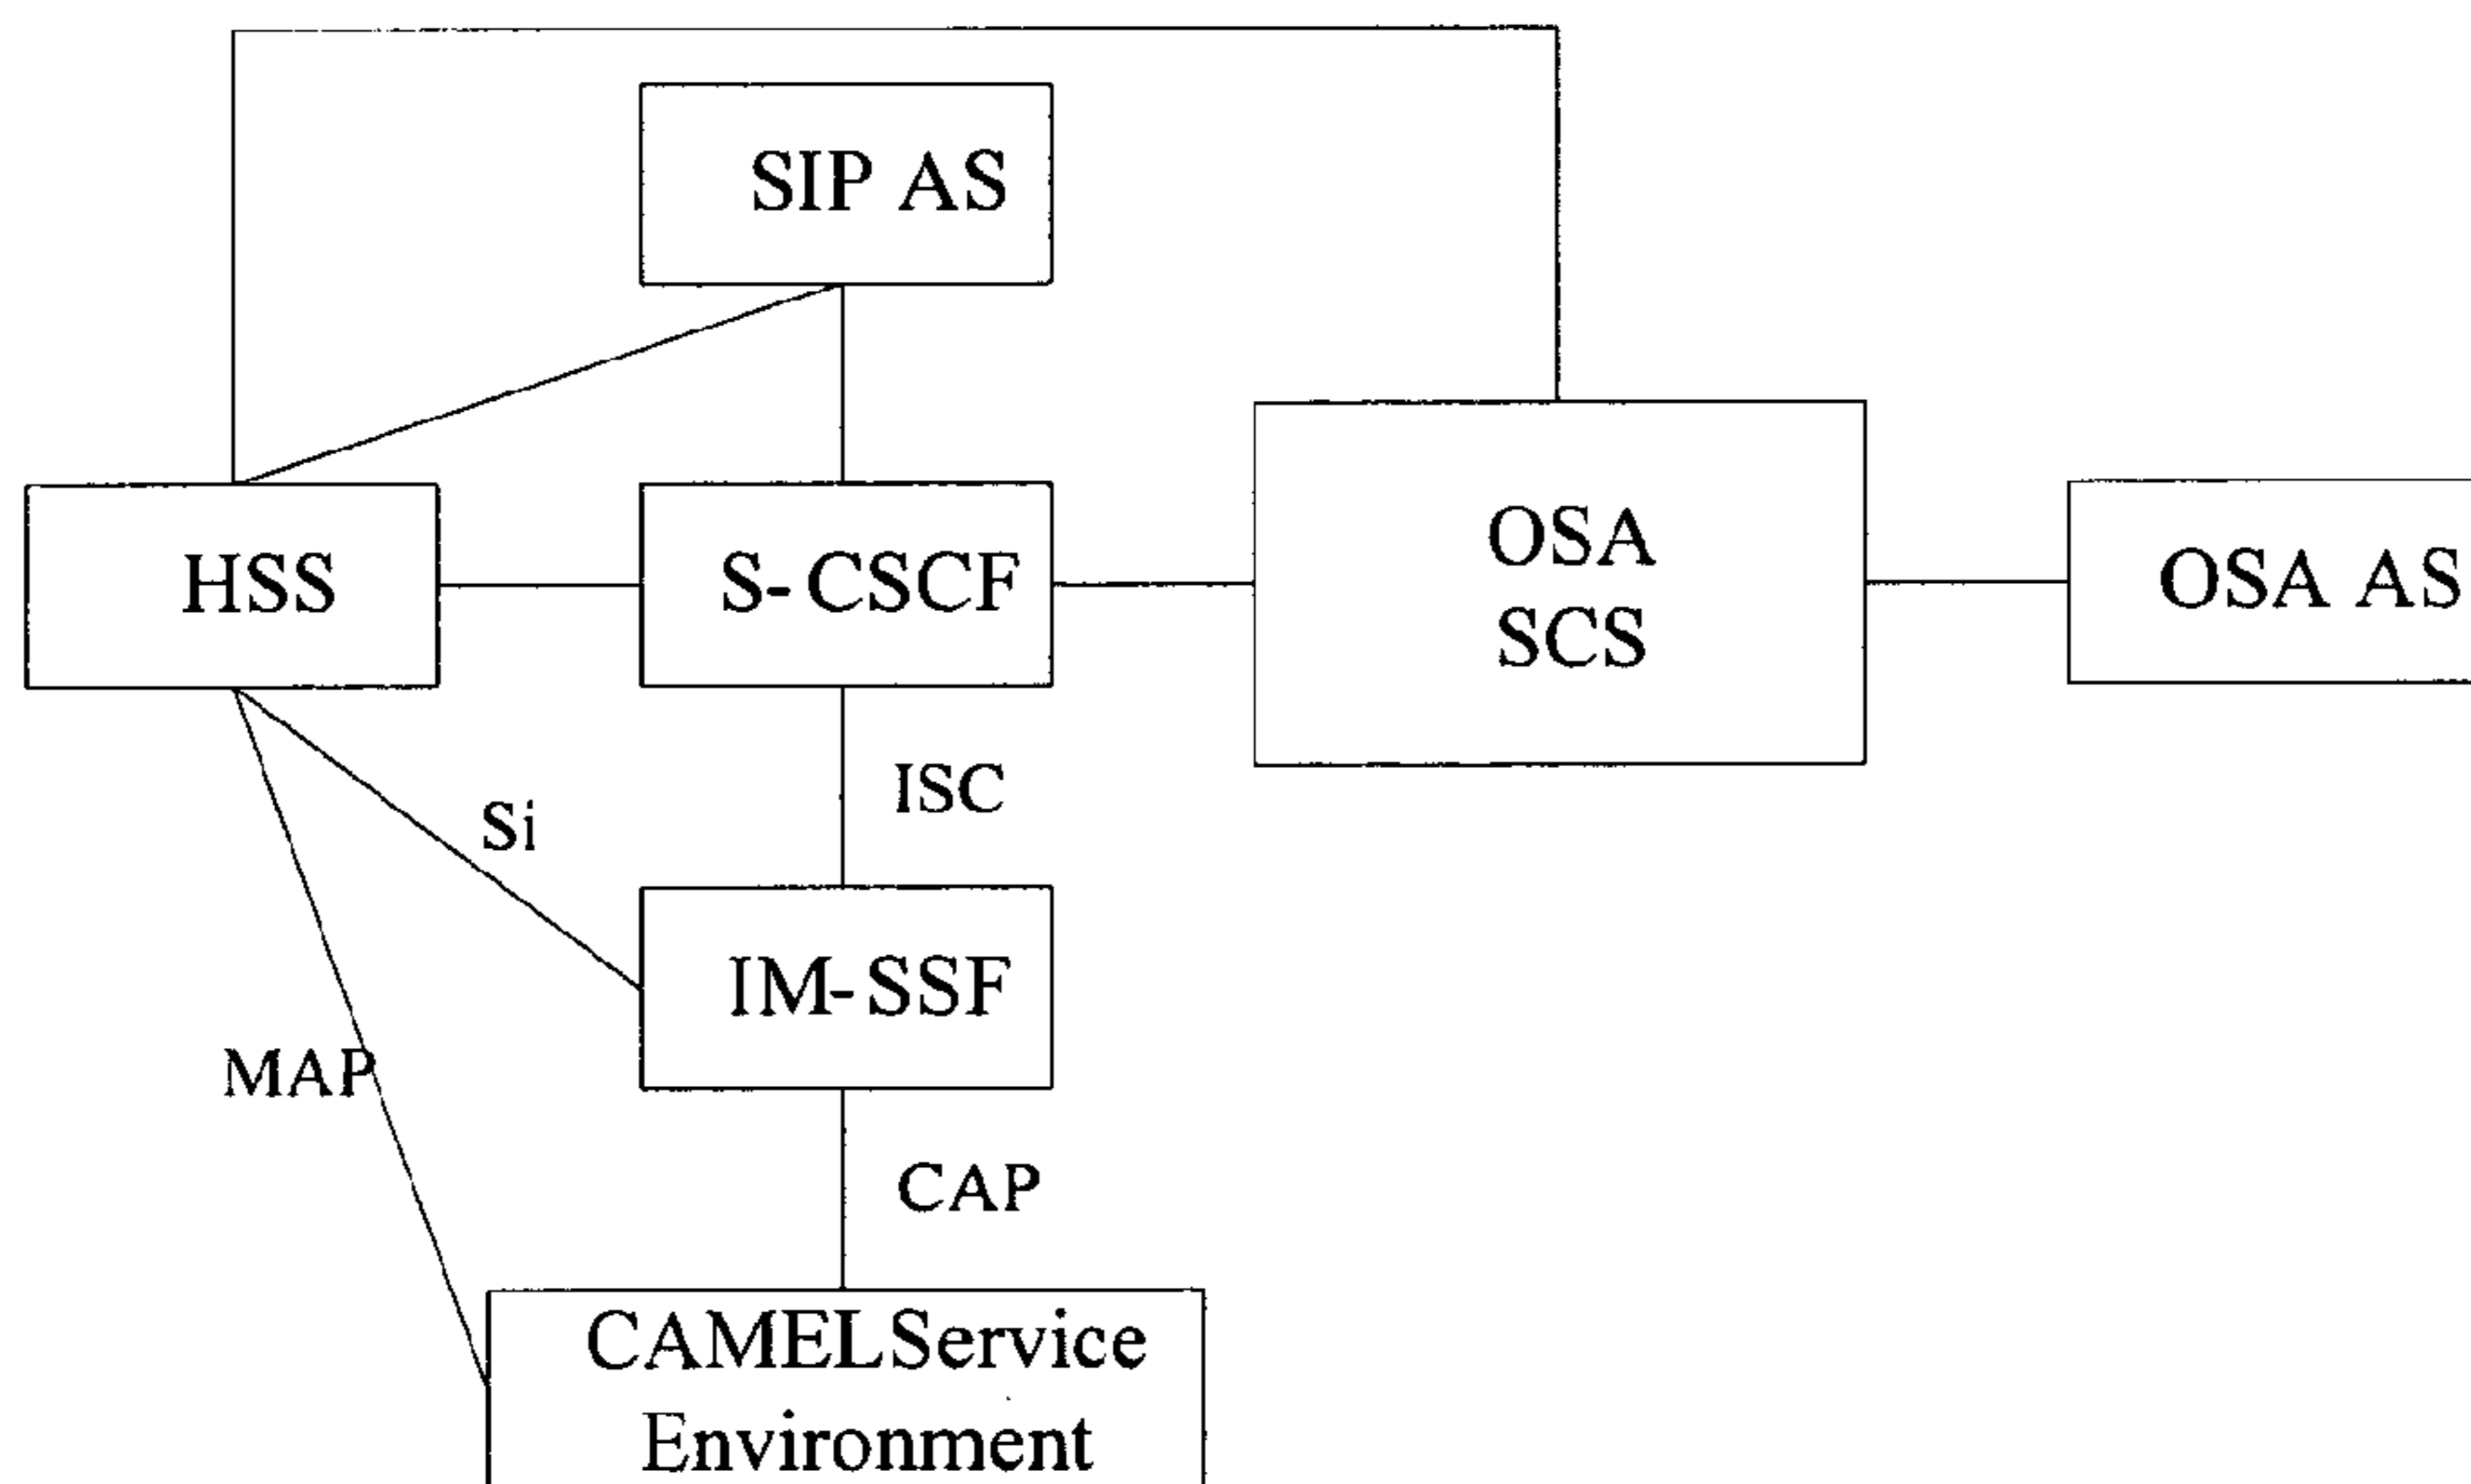 SIP AS
HSS
S-CSCF
OSA
SCS
OSA AS
ISC
Si
IM-SSF
MAP
CAP
CAMELService
Environment